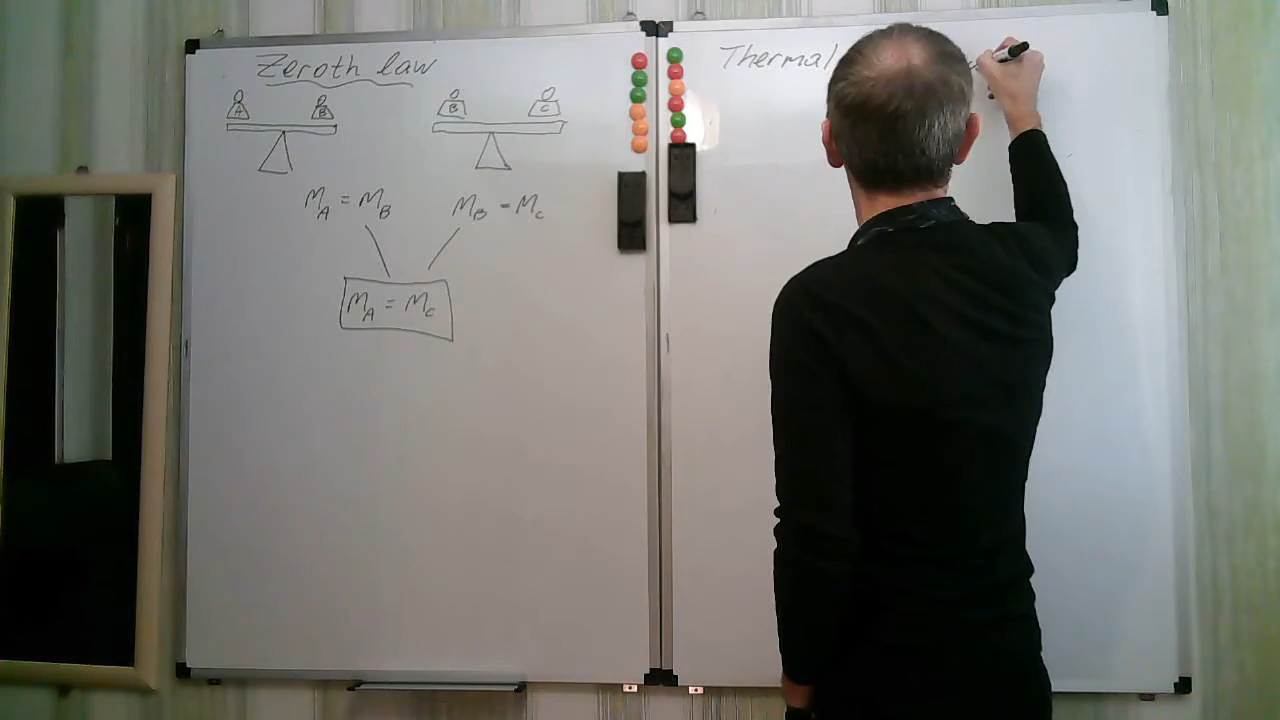 Zeroth law
A B B C
M_A = M_B M_B = M_C
M_A = M_C
Thermal